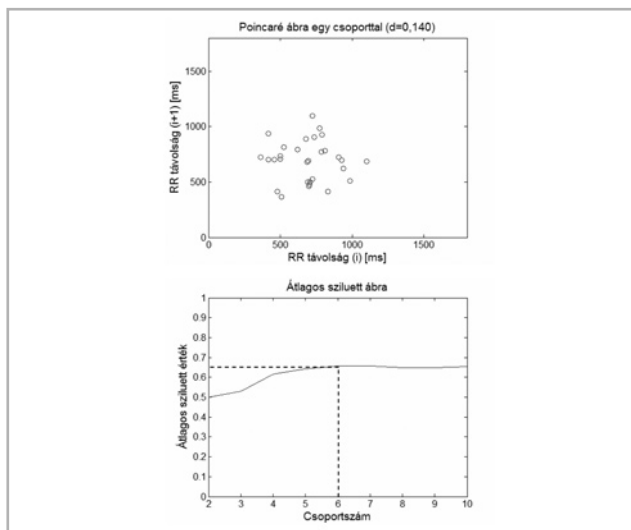 Poincaré ábra egy csoporttal (d=0,140)
1500
1000
500
0
RR távolság (i+1) [ms]
0 500 1000 1500
RR távolság (i) [ms]
Átlagos sziluett ábra
1
0.9
0.8
0.7
0.6
0.5
0.4
0.3
0.2
0.1
0
Átlagos sziluett érték
2 3 4 5 6 7 8 9 10
Csoportszám